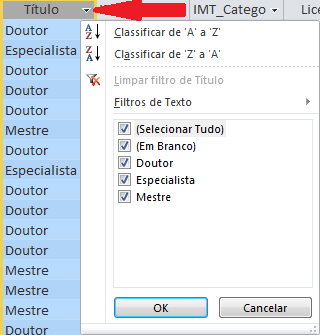 Título
IMT_Catego
Lice
Doutor
Especialista
Doutor
Doutor
Doutor
Mestre
Doutor
Especialista
Doutor
Doutor
Doutor
Doutor
Mestre
Mestre
Mestre
Doutor
Classificar de 'A' a 'Z'
Classificar de 'Z' a 'A'
Limpar filtro de Título
Filtros de Texto
(Selecionar Tudo)
(Em Branco)
Doutor
Especialista
Mestre
OK
Cancelar